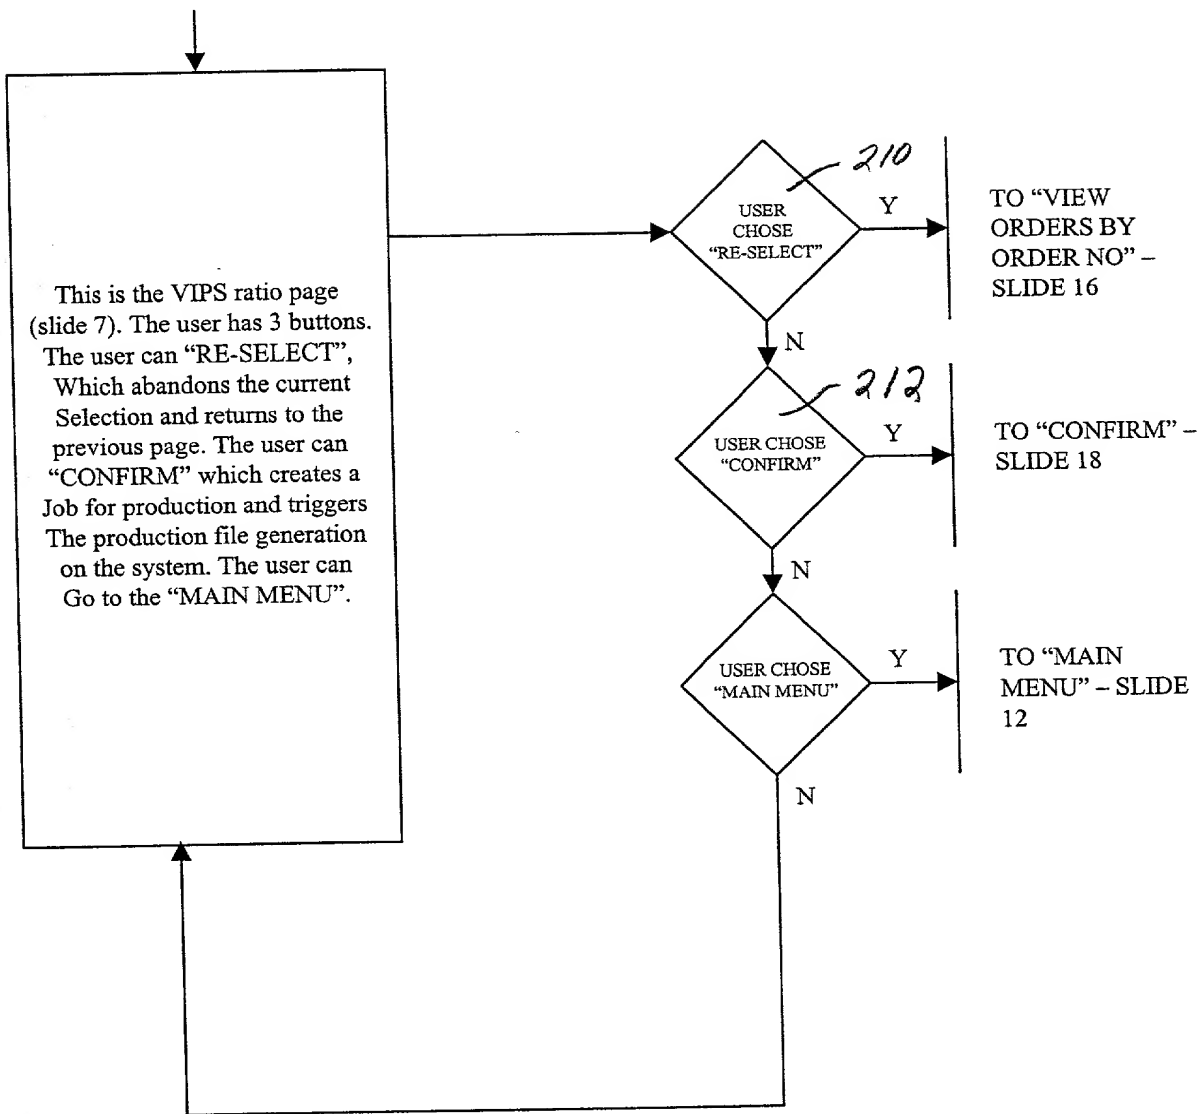 This is the VIPS ratio page
(slide 7). The user has 3 buttons.
The user can “RE-SELECT”,
Which abandons the current
Selection and returns to the
previous page. The user can
“CONFIRM” which creates a
Job for production and triggers
The production file generation
on the system. The user can
Go to the “MAIN MENU”.
210
USER
CHOSE
“RE-SELECT”
Y
TO “VIEW
ORDERS BY
ORDER NO” –
SLIDE 16
N
212
USER CHOSE
“CONFIRM”
Y
TO “CONFIRM” –
SLIDE 18
N
USER CHOSE
“MAIN MENU”
Y
TO “MAIN
MENU” – SLIDE
12
N